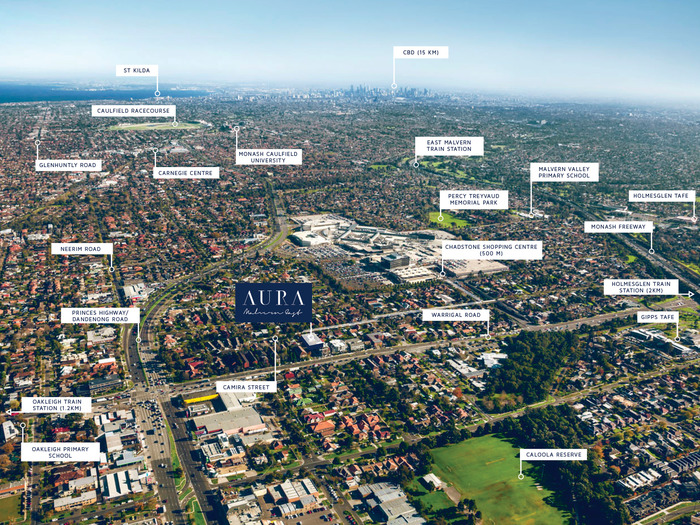 CBD (15 KM)
ST KILDA
CAULFIELD RACECOURSE
GLENHUNTLY ROAD
CARNEGIE CENTRE
MONASH CAULFIELD
UNIVERSITY
EAST MALVERN
TRAIN STATION
MALVERN VALLEY
PRIMARY SCHOOL
PERCY TREYVAUD
MEMORIAL PARK
HOLMESGLEN TAFE
MONASH FREEWAY
NEERIM ROAD
CHADSTONE SHOPPING CENTRE
(500 M)
HOLMESGLEN TRAIN
STATION (2KM)
AURA
Malvern East
PRINCES HIGHWAY/
DANDENONG ROAD
WARRIGAL ROAD
GIPPS TAFE
CAMIRA STREET
OAKLEIGH TRAIN
STATION (1.2KM)
OAKLEIGH PRIMARY
SCHOOL
CALOOLA RESERVE